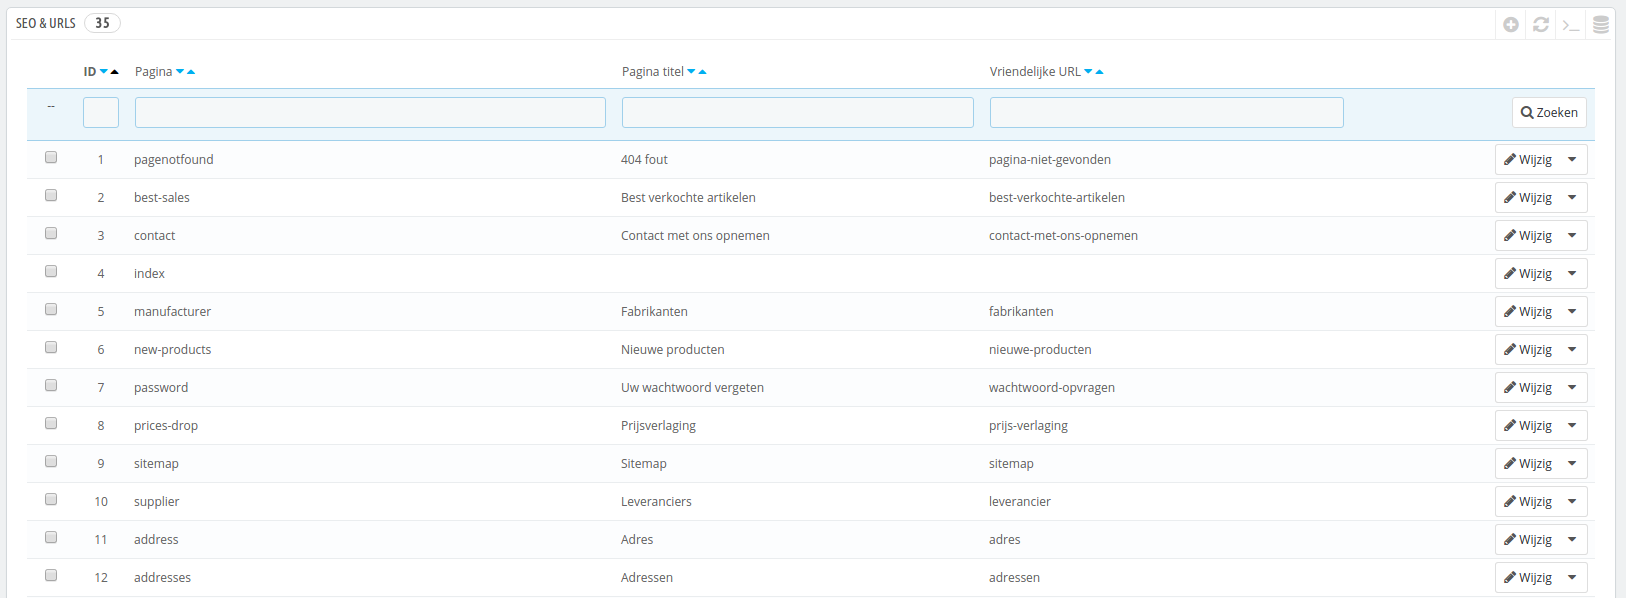 SEO & URLS 35
ID Pagina Pagina titel Vriendelijke URL
-- Zoeken
1 pagenotfound 404 fout pagina-niet-gevonden Wijzig
2 best-sales Best verkochte artikelen best-verkochte-artikelen Wijzig
3 contact Contact met ons opnemen contact-met-ons-opnemen Wijzig
4 index Wijzig
5 manufacturer Fabrikanten fabrikanten Wijzig
6 new-products Nieuwe producten nieuwe-producten Wijzig
7 password Uw wachtwoord vergeten wachtwoord-opvragen Wijzig
8 prices-drop Prijsverlaging prijs-verlaging Wijzig
9 sitemap Sitemap sitemap Wijzig
10 supplier Leveranciers leverancier Wijzig
11 address Adres adres Wijzig
12 addresses Adressen adressen Wijzig